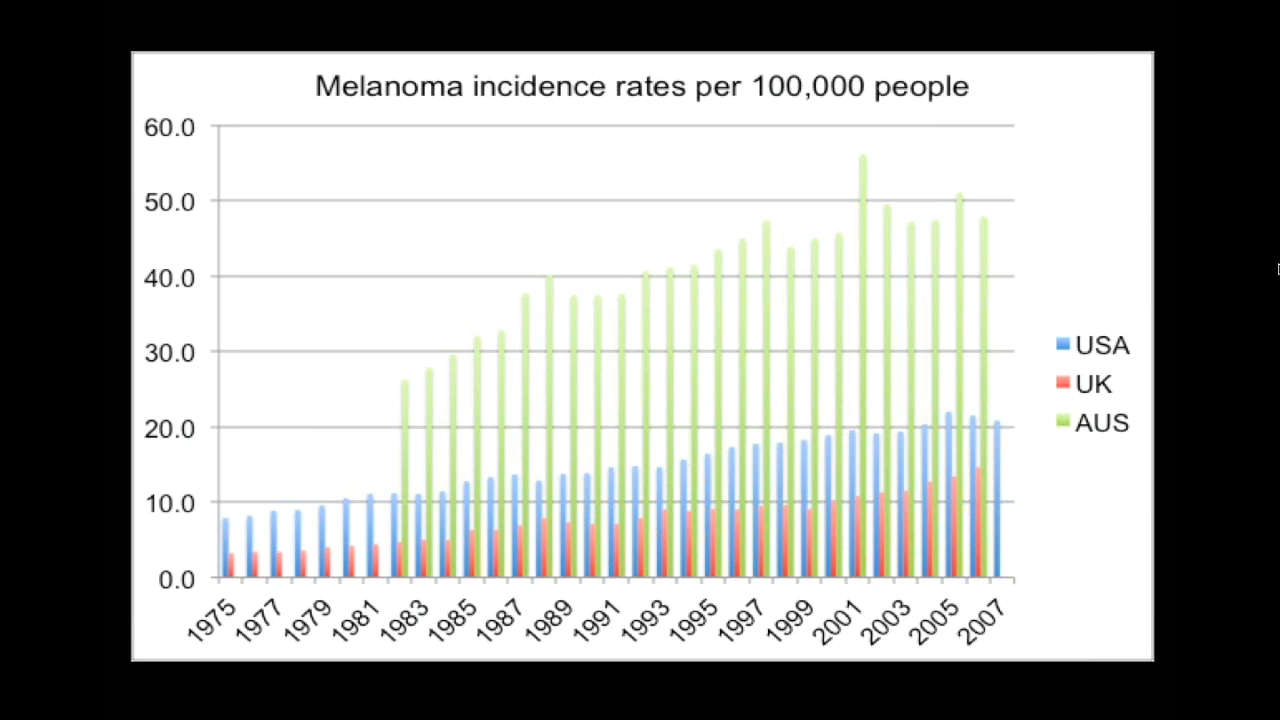 Melanoma incidence rates per 100,000 people
60.0
50.0
40.0
30.0
20.0
10.0
0.0
1975 1977 1979 1981 1983 1985 1987 1989 1991 1993 1995 1997 1999 2001 2003 2005 2007
USA
UK
AUS